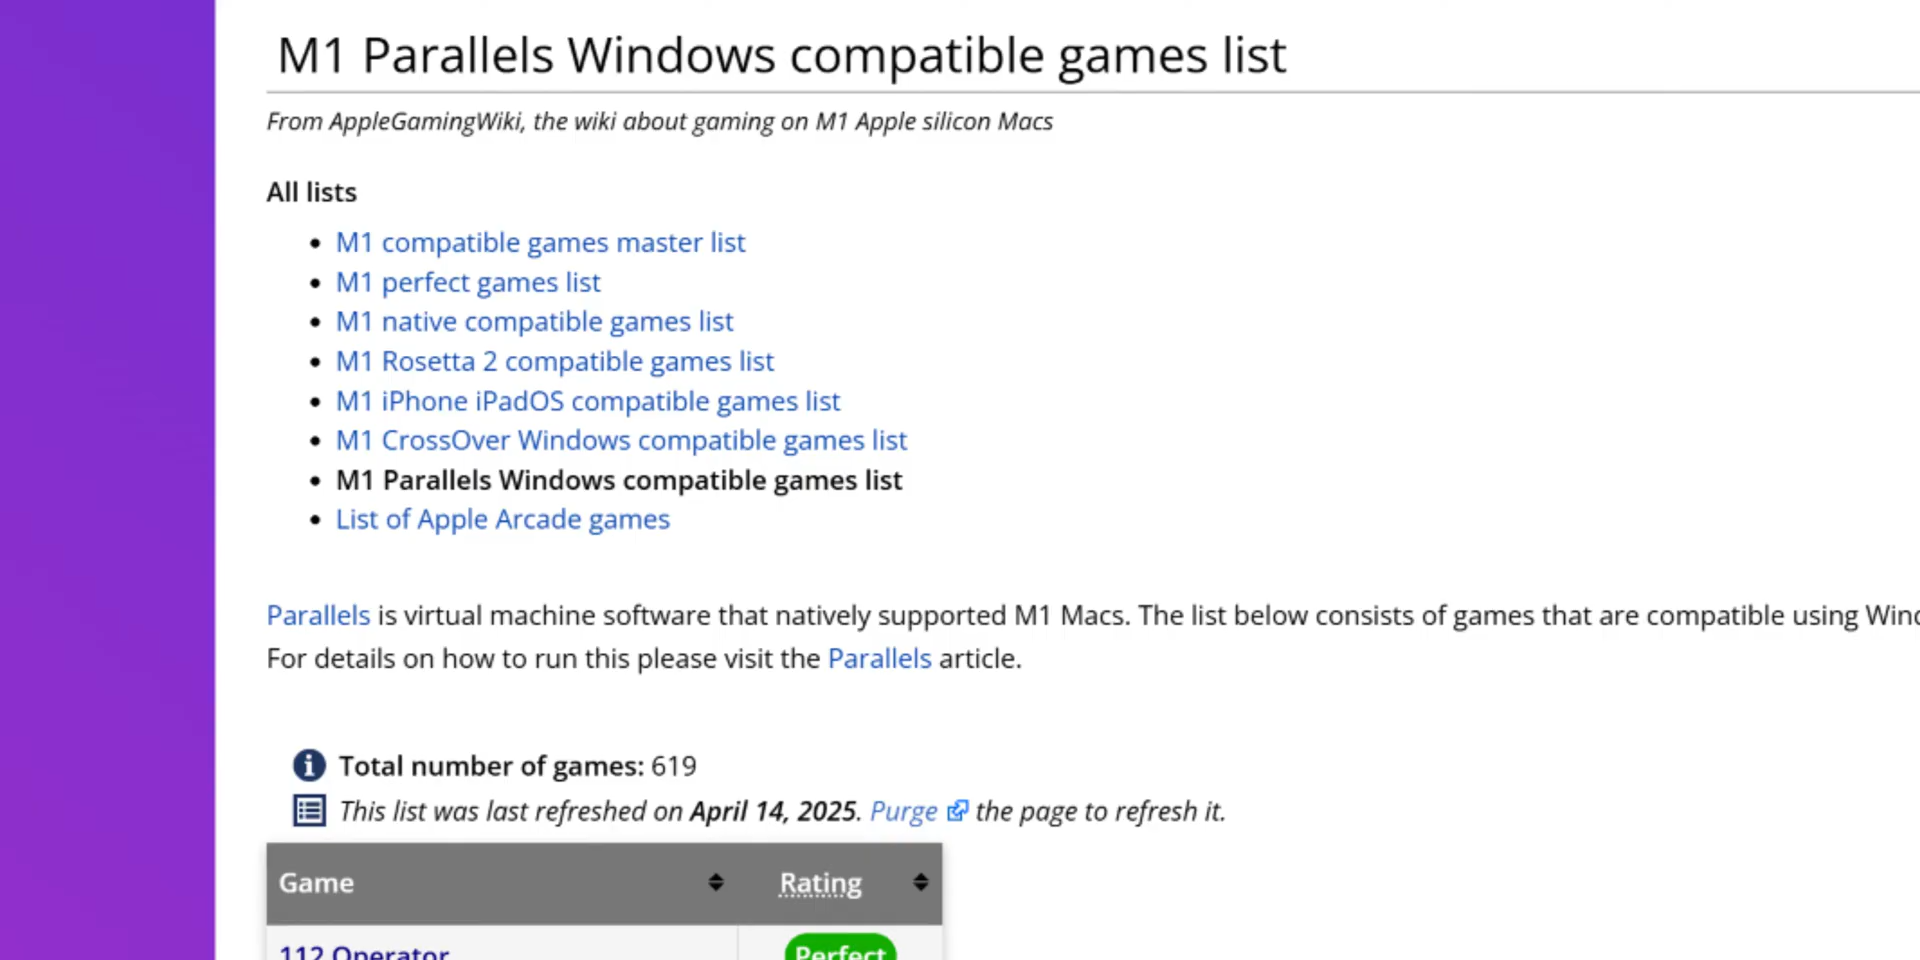 M1 Parallels Windows compatible games list
From AppleGamingWiki, the wiki about gaming on M1 Apple silicon Macs
All lists
M1 compatible games master list
M1 perfect games list
M1 native compatible games list
M1 Rosetta 2 compatible games list
M1 iPhone iPadOS compatible games list
M1 CrossOver Windows compatible games list
M1 Parallels Windows compatible games list
List of Apple Arcade games
Parallels is virtual machine software that natively supported M1 Macs. The list below consists of games that are compatible using
For details on how to run this please visit the Parallels article.
Total number of games: 619
This list was last refreshed on April 14, 2025. Purge the page to refresh it.
Game Rating
112 Operator Perfect